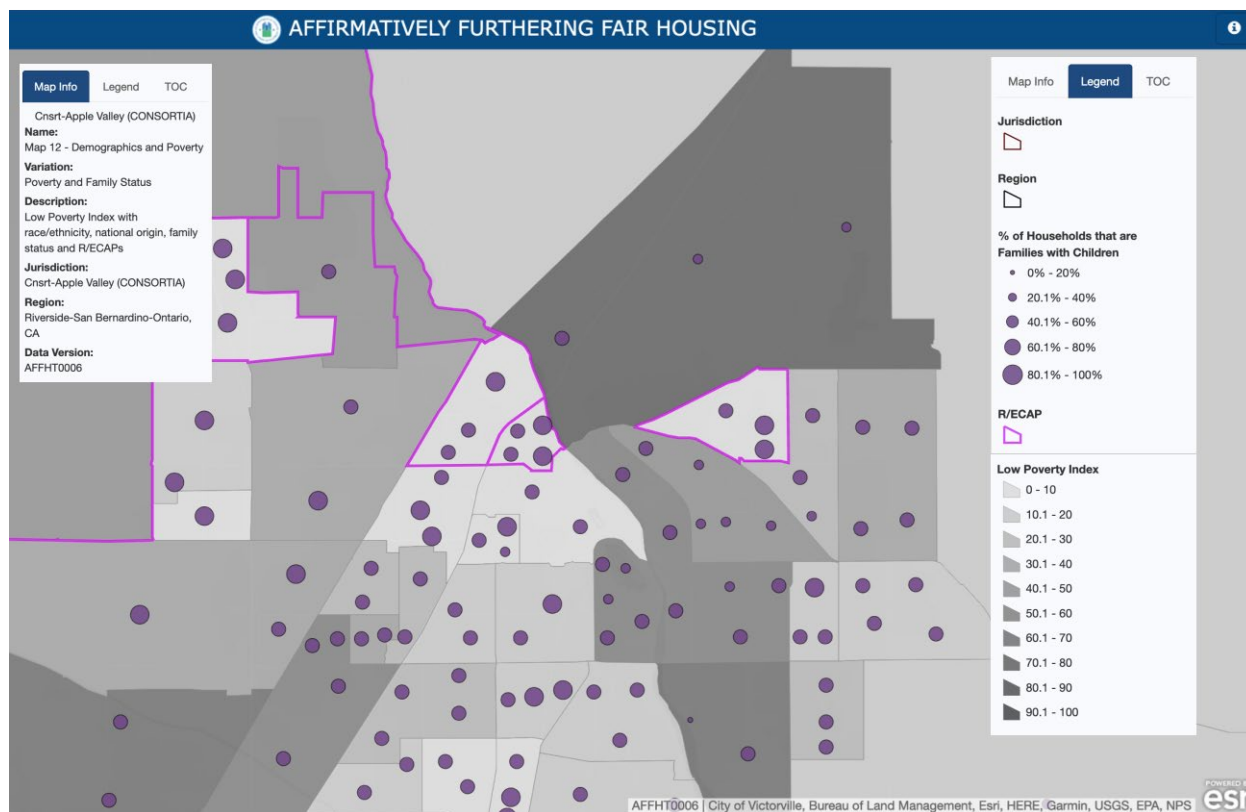 AFFIRMATIVELY FURTHERING FAIR HOUSING
Map Info Legend TOC
Cnsrt-Apple Valley (CONSORTIA)
Name:
Map 12 - Demographics and Poverty
Variation:
Poverty and Family Status
Description:
Low Poverty Index with
race/ethnicity, national origin, family
status and R/ECAPs
Jurisdiction:
Cnsrt-Apple Valley (CONSORTIA)
Region:
Riverside-San Bernardino-Ontario,
CA
Data Version:
AFFHT0006
Map Info Legend TOC
Jurisdiction
Region
% of Households that are
Families with Children
0% - 20%
20.1% - 40%
40.1% - 60%
60.1% - 80%
80.1% - 100%
R/ECAP
Low Poverty Index
0 - 10
10.1 - 20
20.1 - 30
30.1 - 40
40.1 - 50
50.1 - 60
60.1 - 70
70.1 - 80
80.1 - 90
90.1 - 100
POWERED BY
esri
AFFHT0006 | City of Victorville, Bureau of Land Management, Esri, HERE, Garmin, USGS, EPA, NPS